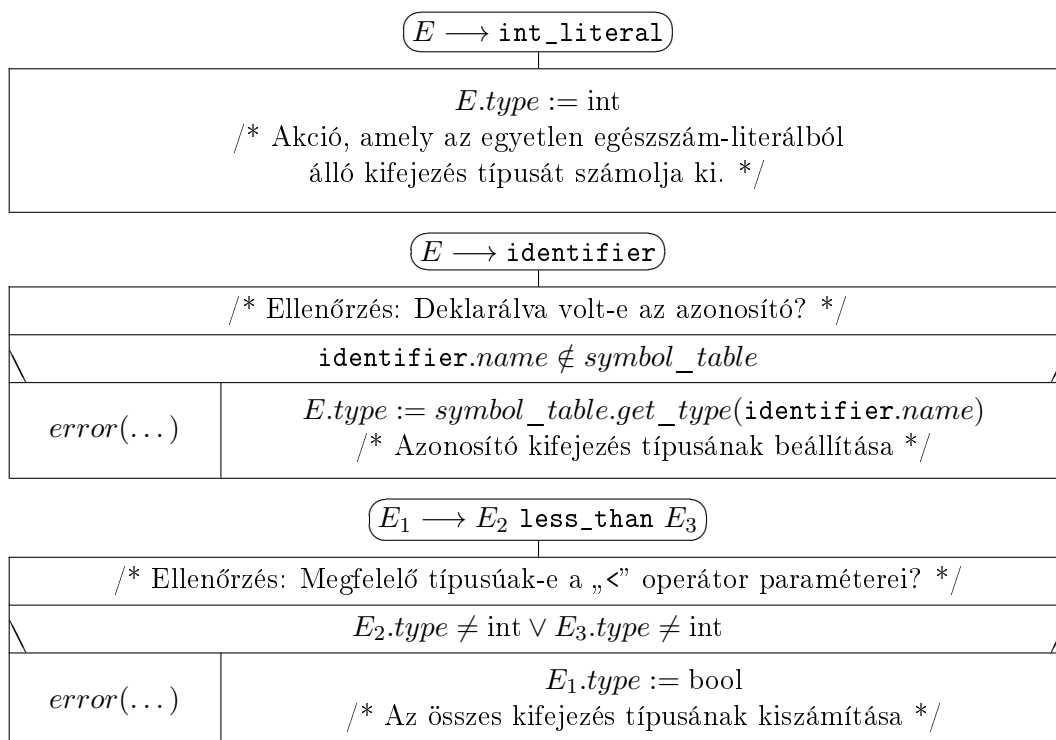 E ⟶ int_literal
E.type := int
/* Akció, amely az egyetlen egészszám-literálból
álló kifejezés típusát számolja ki. */
E ⟶ identifier
/* Ellenőrzés: Deklarálva volt-e az azonosító? */
identifier.name ∉ symbol_table
error(...)
E.type := symbol_table.get_type(identifier.name)
/* Azonosító kifejezés típusának beállítása */
E₁ ⟶ E₂ less_than E₃
/* Ellenőrzés: Megfelelő típusúak-e a „<” operátor paraméterei? */
E₂.type ≠ int ∨ E₃.type ≠ int
error(...)
E₁.type := bool
/* Az összes kifejezés típusának kiszámítása */